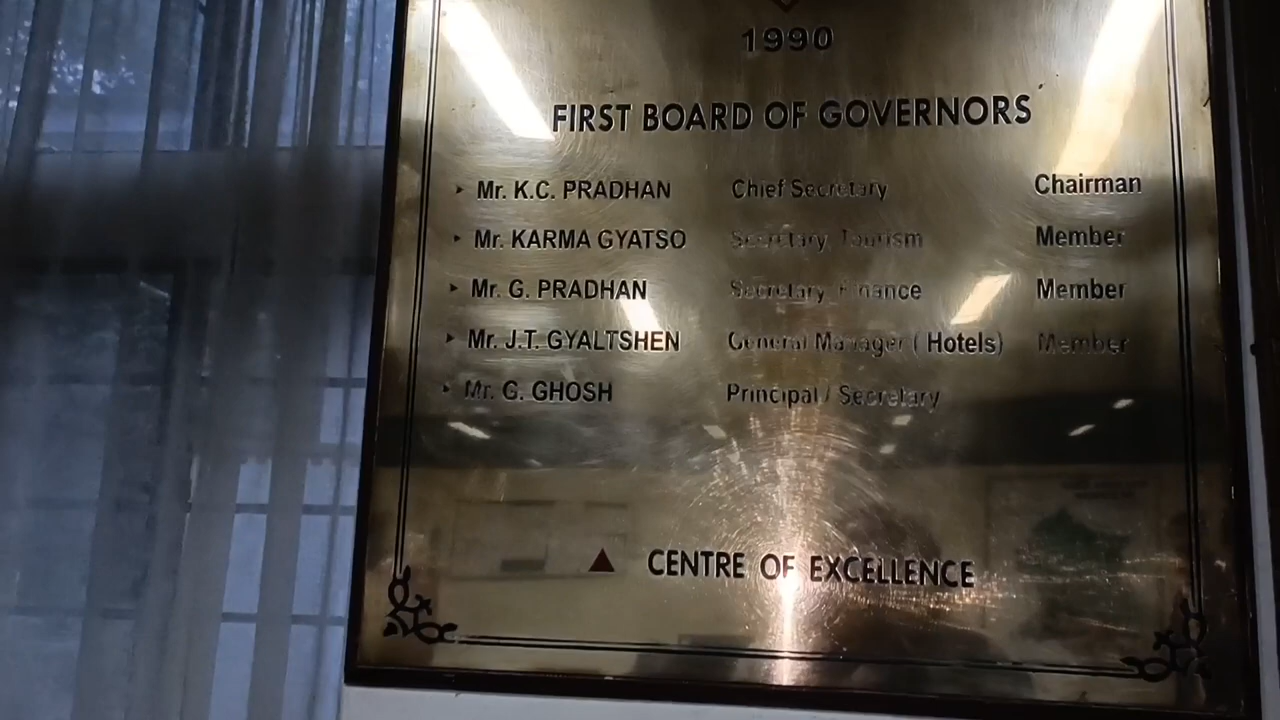 1990
FIRST BOARD OF GOVERNORS
Mr. K.C. PRADHAN Chief Secretary Chairman
Mr. KARMA GYATSO Secretary, Tourism Member
Mr. G. PRADHAN Secretary, Finance Member
Mr. J.T. GYALTSHEN General Manager ( Hotels) Member
Mr. G. GHOSH Principal / Secretary
CENTRE OF EXCELLENCE